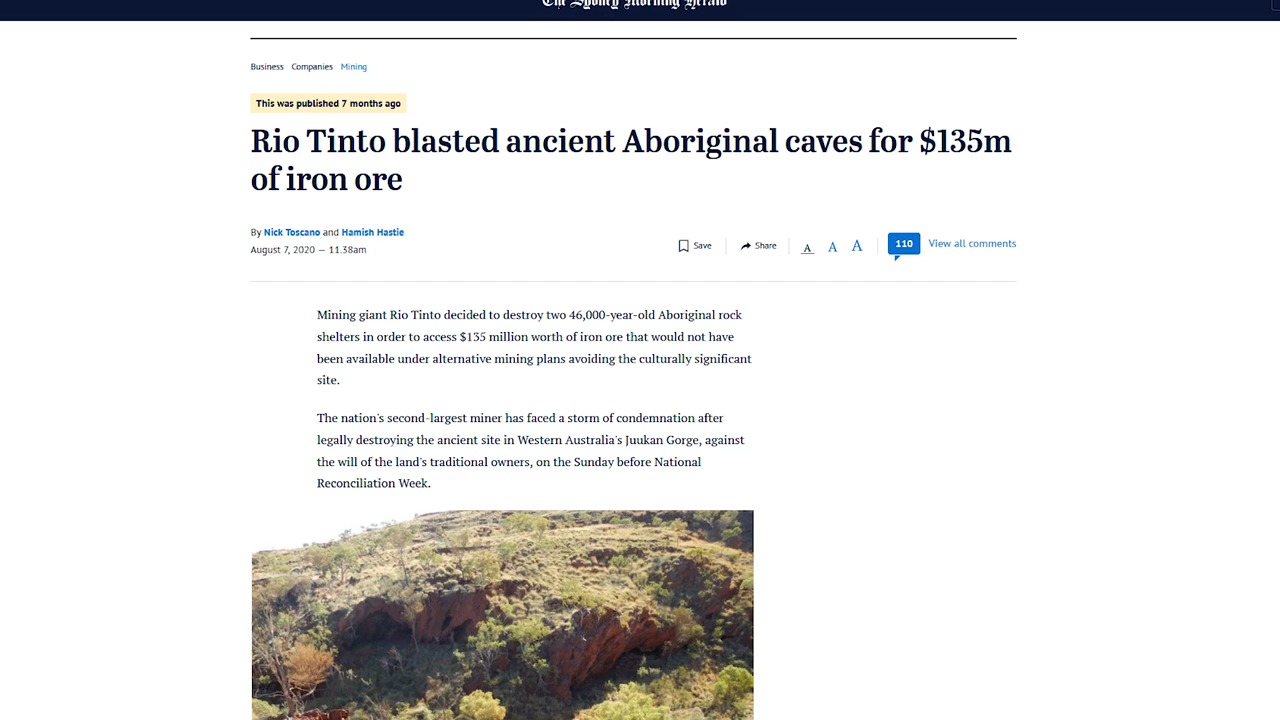 The Sydney Morning Herald
Business Companies Mining
This was published 7 months ago
Rio Tinto blasted ancient Aboriginal caves for $135m
of iron ore
By Nick Toscano and Hamish Hastie
August 7, 2020 — 11.38am
Save Share A A A 110 View all comments
Mining giant Rio Tinto decided to destroy two 46,000-year-old Aboriginal rock
shelters in order to access $135 million worth of iron ore that would not have
been available under alternative mining plans avoiding the culturally significant
site.
The nation's second-largest miner has faced a storm of condemnation after
legally destroying the ancient site in Western Australia's Juukan Gorge, against
the will of the land's traditional owners, on the Sunday before National
Reconciliation Week.